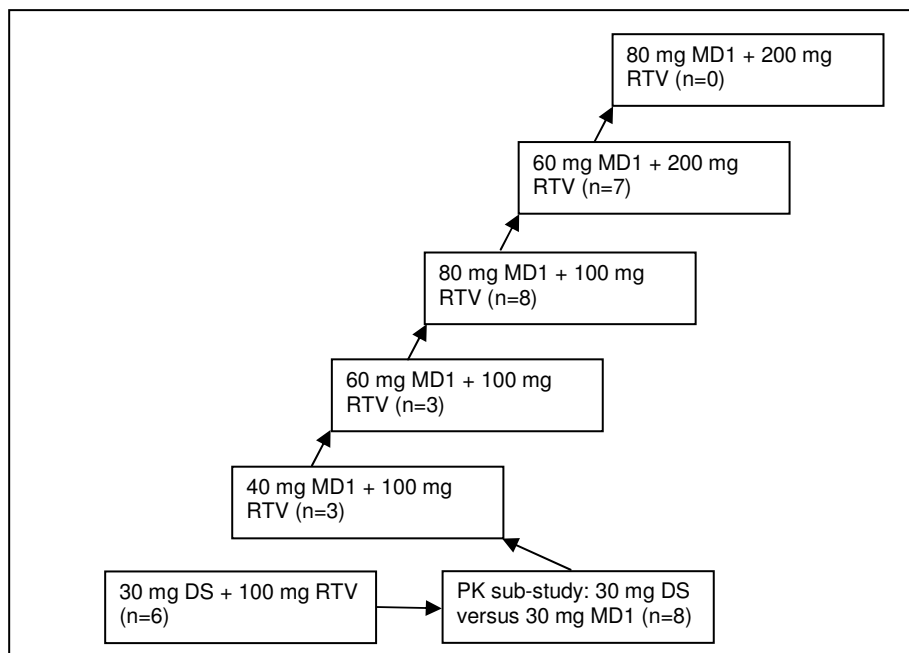 80 mg MD1 + 200 mg
RTV (n=0)
60 mg MD1 + 200 mg
RTV (n=7)
80 mg MD1 + 100 mg
RTV (n=8)
60 mg MD1 + 100 mg
RTV (n=3)
40 mg MD1 + 100 mg
RTV (n=3)
30 mg DS + 100 mg RTV
(n=6)
PK sub-study: 30 mg DS
versus 30 mg MD1 (n=8)